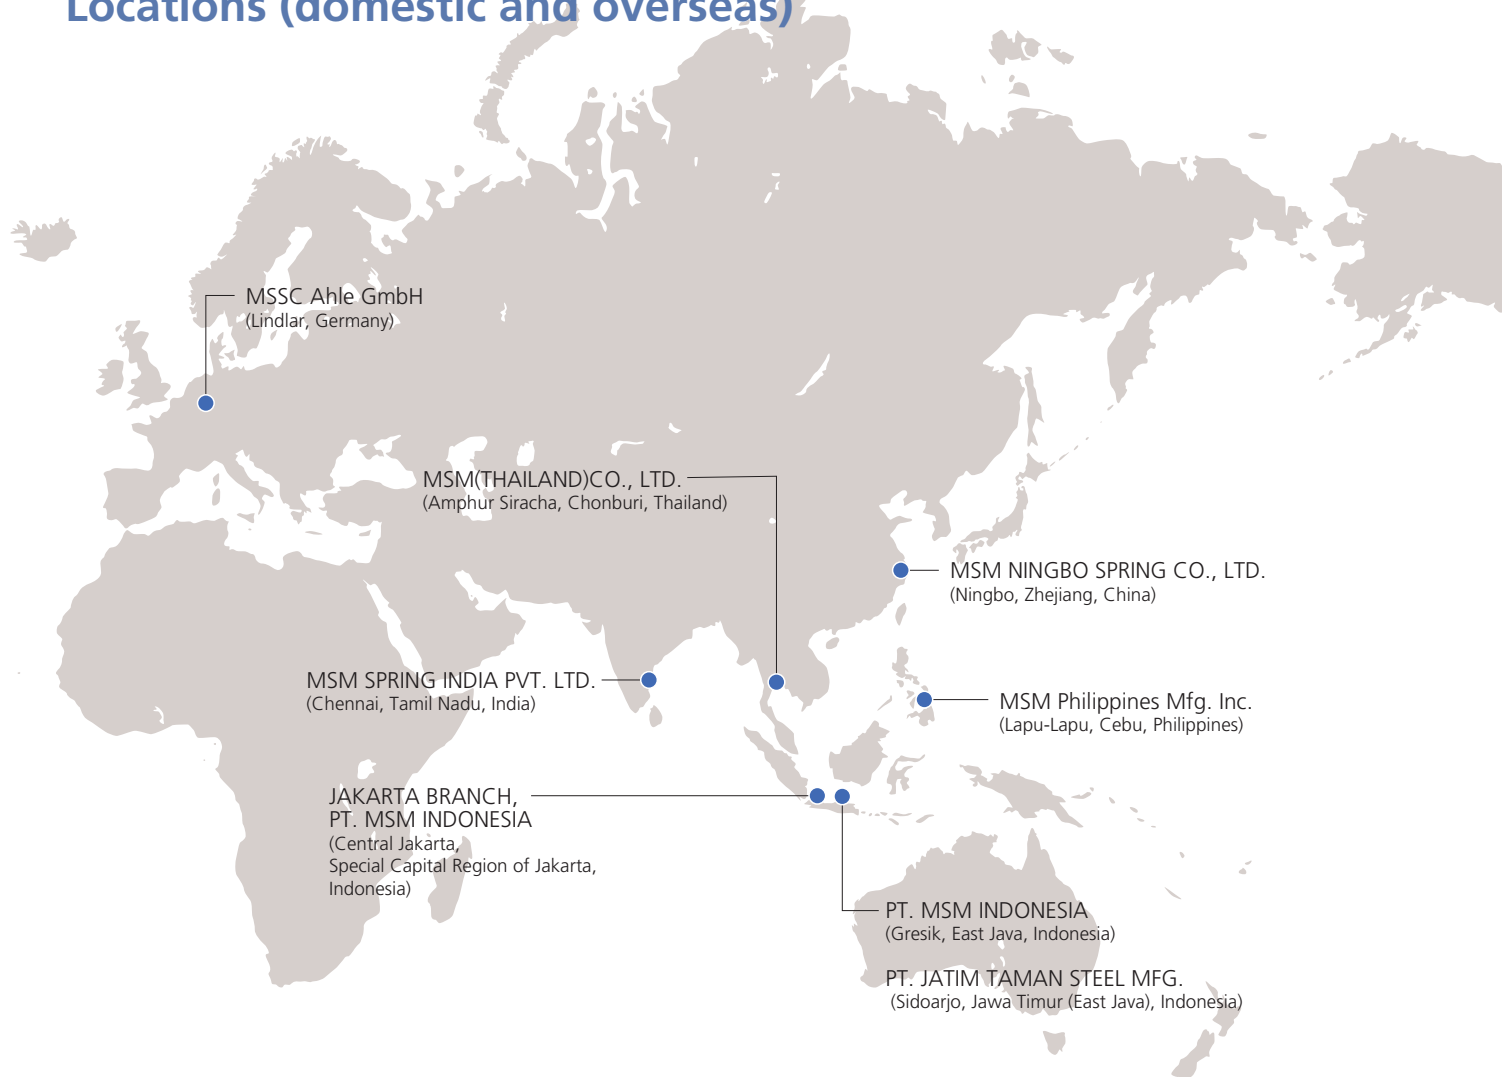 Locations (domestic and overseas)
MSSC Ahle GmbH
(Lindlar, Germany)
MSM(THAILAND)CO., LTD.
(Amphur Siracha, Chonburi, Thailand)
MSM NINGBO SPRING CO., LTD.
(Ningbo, Zhejiang, China)
MSM SPRING INDIA PVT. LTD.
(Chennai, Tamil Nadu, India)
MSM Philippines Mfg. Inc.
(Lapu-Lapu, Cebu, Philippines)
JAKARTA BRANCH,
PT. MSM INDONESIA
(Central Jakarta,
Special Capital Region of Jakarta,
Indonesia)
PT. MSM INDONESIA
(Gresik, East Java, Indonesia)
PT. JATIM TAMAN STEEL MFG.
(Sidoarjo, Jawa Timur (East Java), Indonesia)